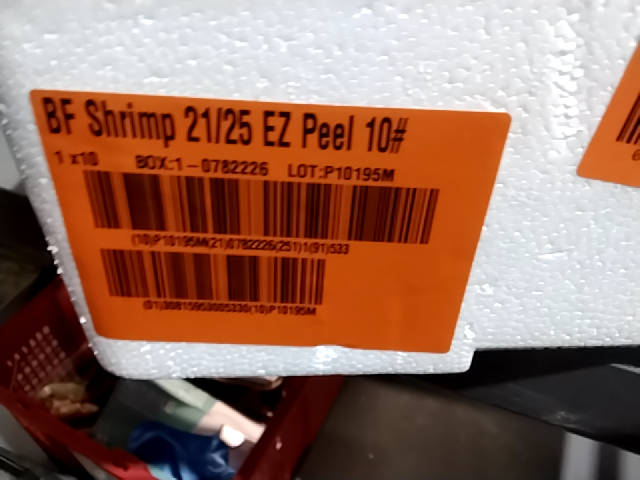 BF Shrimp 21/25 EZ Peel 10#
1 x10 BOX:1-0782226 LOT:P10195M
(10)P10195M(21)0782226(251)1(91)533
(01)30815953005330(10)P10195M